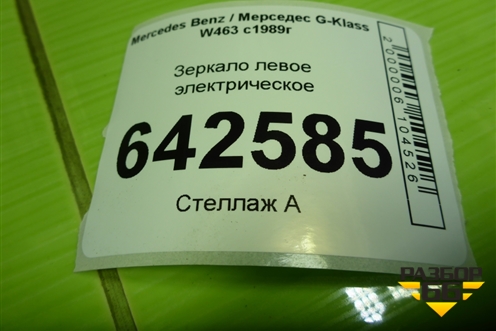 Mercedes Benz / Мерседес G-Klass
W463 с1989г
Зеркало левое
электрическое
642585
Стеллаж А
2000006104526
РАЗБОР